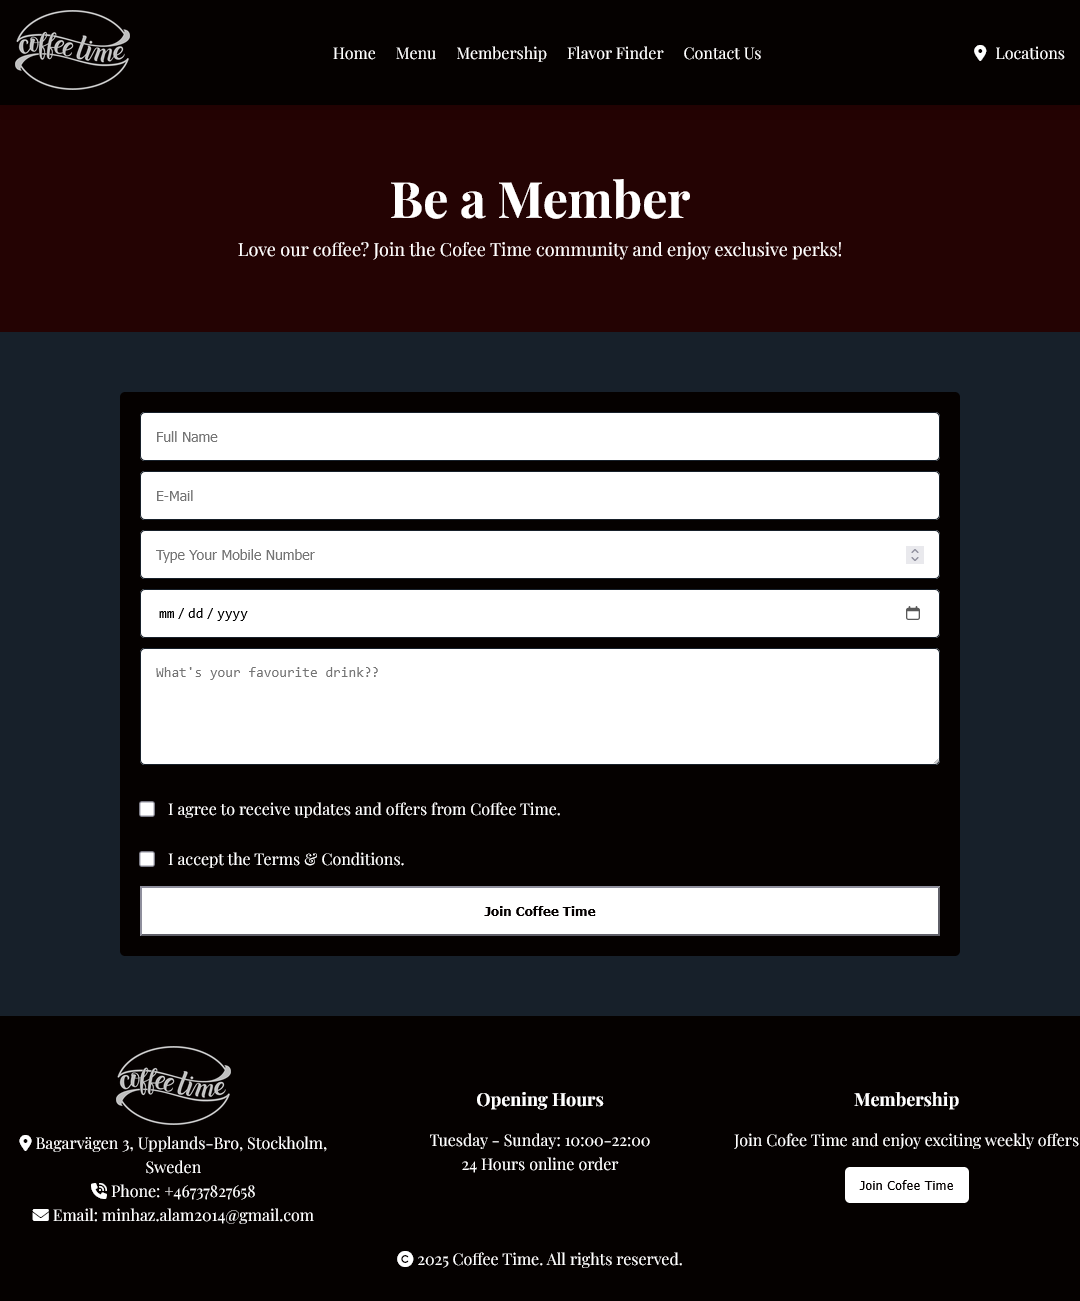 coffee time
Home Menu Membership Flavor Finder Contact Us
Locations
Be a Member
Love our coffee? Join the Cofee Time community and enjoy exclusive perks!
Full Name
E-Mail
Type Your Mobile Number
mm / dd / yyyy
What's your favourite drink??
I agree to receive updates and offers from Coffee Time.
I accept the Terms & Conditions.
Join Coffee Time
coffee time
Bagarvägen 3, Upplands-Bro, Stockholm,
Sweden
Phone: +46737827658
Email: minhaz.alam2014@gmail.com
Opening Hours
Tuesday - Sunday: 10:00-22:00
24 Hours online order
Membership
Join Cofee Time and enjoy exciting weekly offers
Join Cofee Time
© 2025 Coffee Time. All rights reserved.